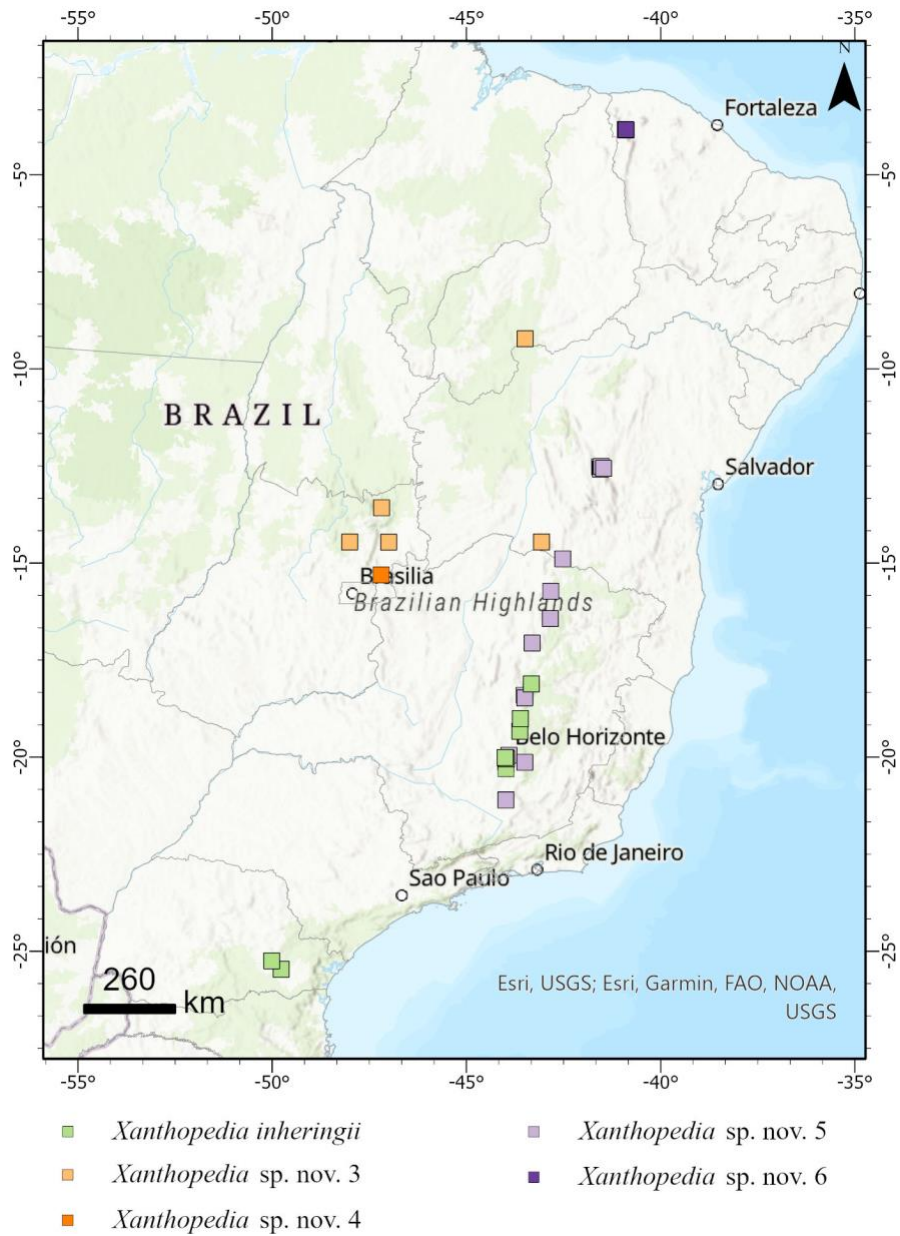 -55° -50° -45° -40° -35°
N
Fortaleza
-5° -5°
-10° -10°
BRAZIL
Salvador
-15° -15°
Brasilia
Brazilian Highlands
Belo Horizonte
-20° -20°
Rio de Janeiro
Sao Paulo
-25° -25°
ión
260
km
Esri, USGS; Esri, Garmin, FAO, NOAA,
USGS
-55° -50° -45° -40° -35°
Xanthopedia inheringii
Xanthopedia sp. nov. 3
Xanthopedia sp. nov. 4
Xanthopedia sp. nov. 5
Xanthopedia sp. nov. 6